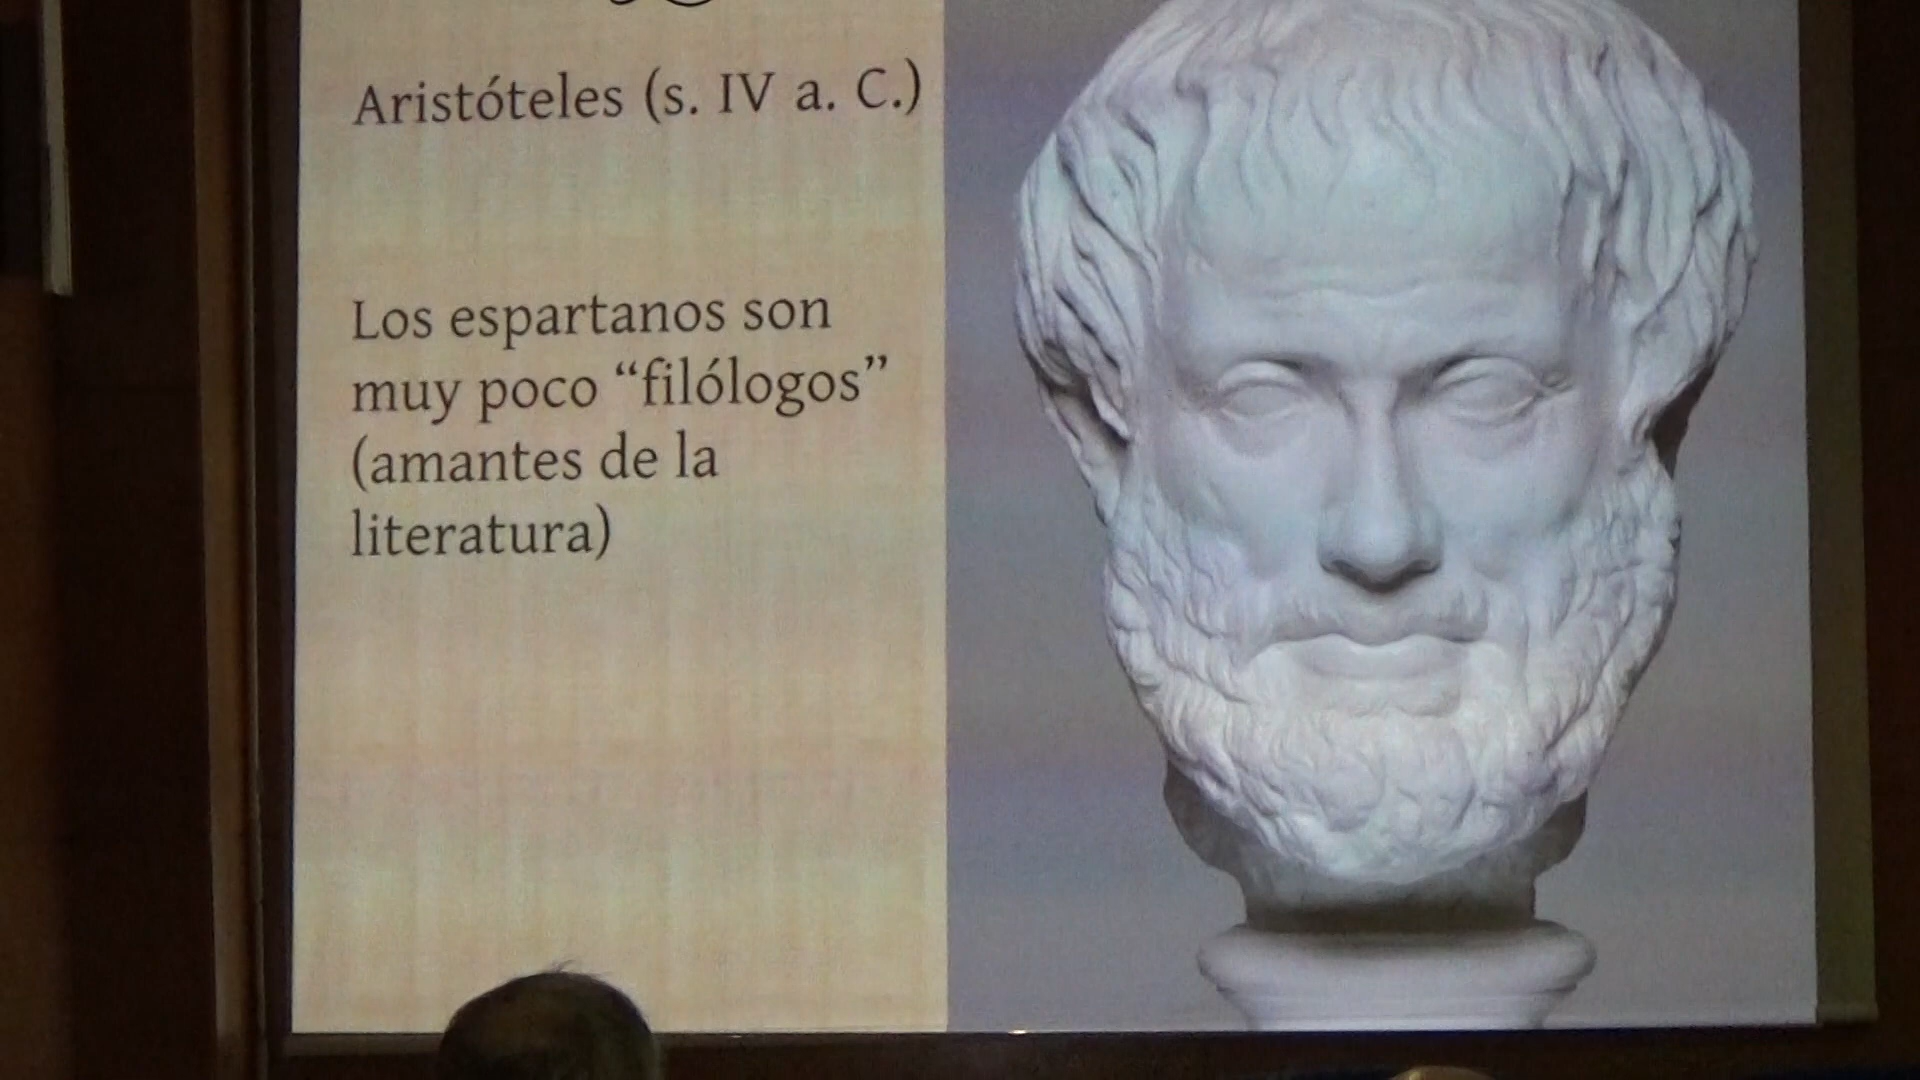 Aristóteles (s. IV a. C.)
Los espartanos son
muy poco “filólogos”
(amantes de la
literatura)